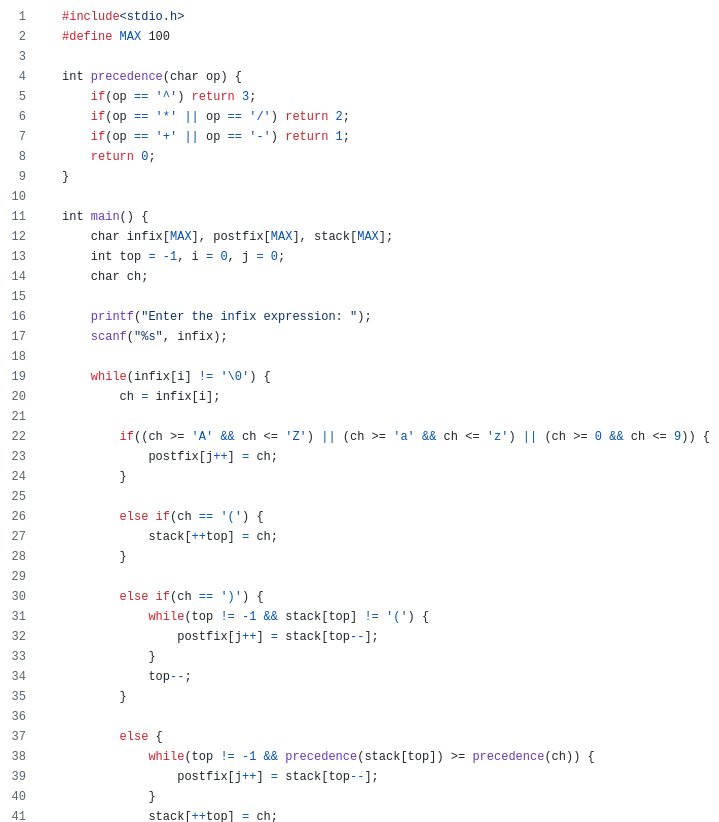 1 #include<stdio.h>
2 #define MAX 100
3
4 int precedence(char op) {
5     if(op == '^') return 3;
6     if(op == '*' || op == '/') return 2;
7     if(op == '+' || op == '-') return 1;
8     return 0;
9 }
10
11 int main() {
12     char infix[MAX], postfix[MAX], stack[MAX];
13     int top = -1, i = 0, j = 0;
14     char ch;
15
16     printf("Enter the infix expression: ");
17     scanf("%s", infix);
18
19     while(infix[i] != '\0') {
20         ch = infix[i];
21
22         if((ch >= 'A' && ch <= 'Z') || (ch >= 'a' && ch <= 'z') || (ch >= 0 && ch <= 9)) {
23             postfix[j++] = ch;
24         }
25
26         else if(ch == '(') {
27             stack[++top] = ch;
28         }
29
30         else if(ch == ')') {
31             while(top != -1 && stack[top] != '(') {
32                 postfix[j++] = stack[top--];
33             }
34             top--;
35         }
36
37         else {
38             while(top != -1 && precedence(stack[top]) >= precedence(ch)) {
39                 postfix[j++] = stack[top--];
40             }
41             stack[++top] = ch;